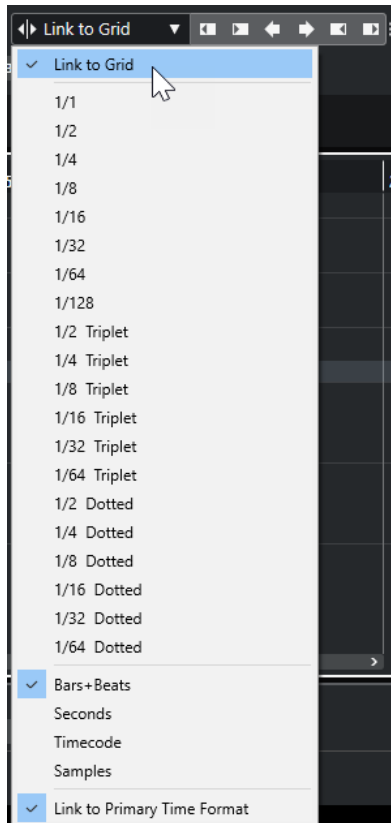 Link to Grid
Link to Grid
1/1
1/2
1/4
1/8
1/16
1/32
1/64
1/128
1/2 Triplet
1/4 Triplet
1/8 Triplet
1/16 Triplet
1/32 Triplet
1/64 Triplet
1/2 Dotted
1/4 Dotted
1/8 Dotted
1/16 Dotted
1/32 Dotted
1/64 Dotted
Bars+Beats
Seconds
Timecode
Samples
Link to Primary Time Format